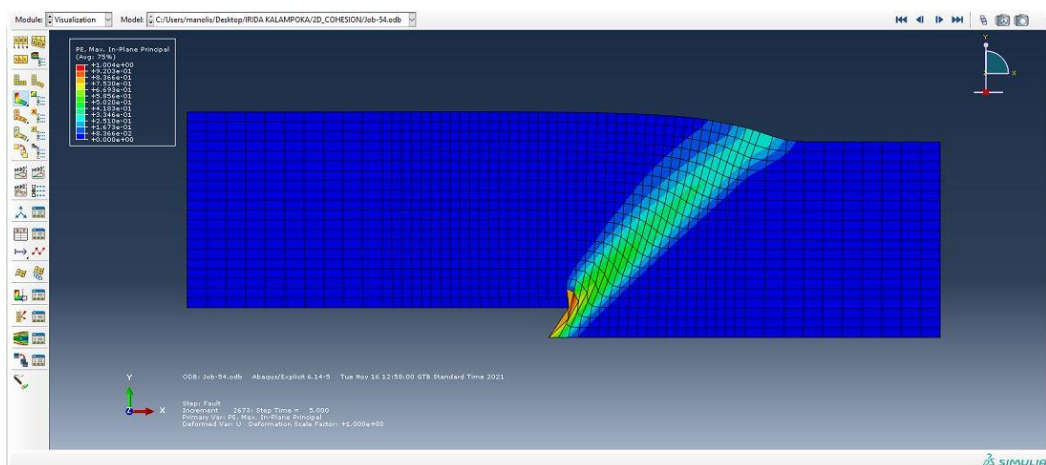 Module: Visualization Model: C:/Users/manolis/Desktop/IRIDA KALAMPOKA/2D_COHESION/Job-54.odb
PE, Max. In-Plane Principal
(Avg: 75%)
+1.004e+00
+9.203e-01
+8.366e-01
+7.530e-01
+6.693e-01
+5.856e-01
+5.020e-01
+4.183e-01
+3.346e-01
+2.510e-01
+1.673e-01
+8.366e-02
+0.000e+00
Y
X
Z
Y
X
Z
ODB: Job-54.odb Abaqus/Explicit 6.14-5 Tue Nov 16 12:50:00 GTB Standard Time 2021
Step: Fault
Increment 2673: Step Time = 5.000
Primary Var: PE, Max. In-Plane Principal
Deformed Var: U Deformation Scale Factor: +1.000e+00
SIMULIA